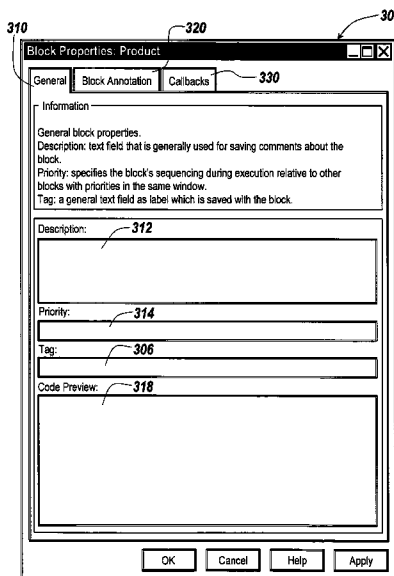 30
310
320
Block Properties: Product
General
Block Annotation
Callbacks
330
Information
General block properties.
Description: text field that is generally used for saving comments about the
block.
Priority: specifies the block's sequencing during execution relative to other
blocks with priorities in the same window.
Tag: a general text field as label which is saved with the block.
Description:
312
Priority:
314
Tag:
306
Code Preview:
318
OK
Cancel
Help
Apply